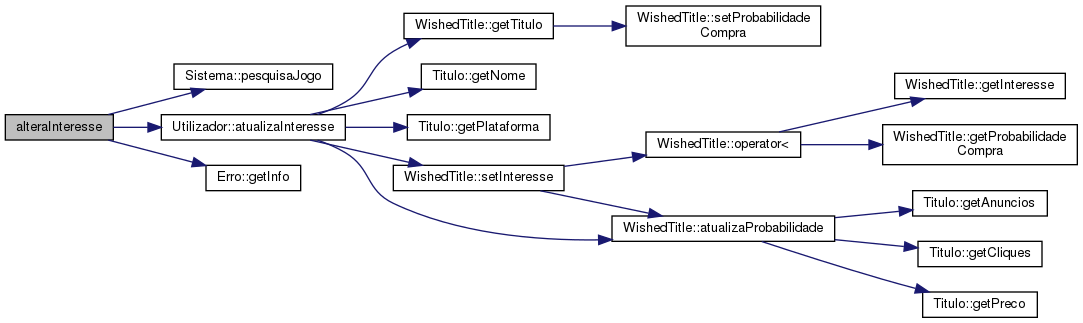 alteraInteresse
Sistema::pesquisaJogo
Utilizador::atualizaInteresse
Erro::getInfo
WishedTitle::getTitulo
Titulo::getNome
Titulo::getPlataforma
WishedTitle::setInteresse
WishedTitle::setProbabilidade
Compra
WishedTitle::operator<
WishedTitle::atualizaProbabilidade
WishedTitle::getInteresse
WishedTitle::getProbabilidade
Compra
Titulo::getAnuncios
Titulo::getCliques
Titulo::getPreco